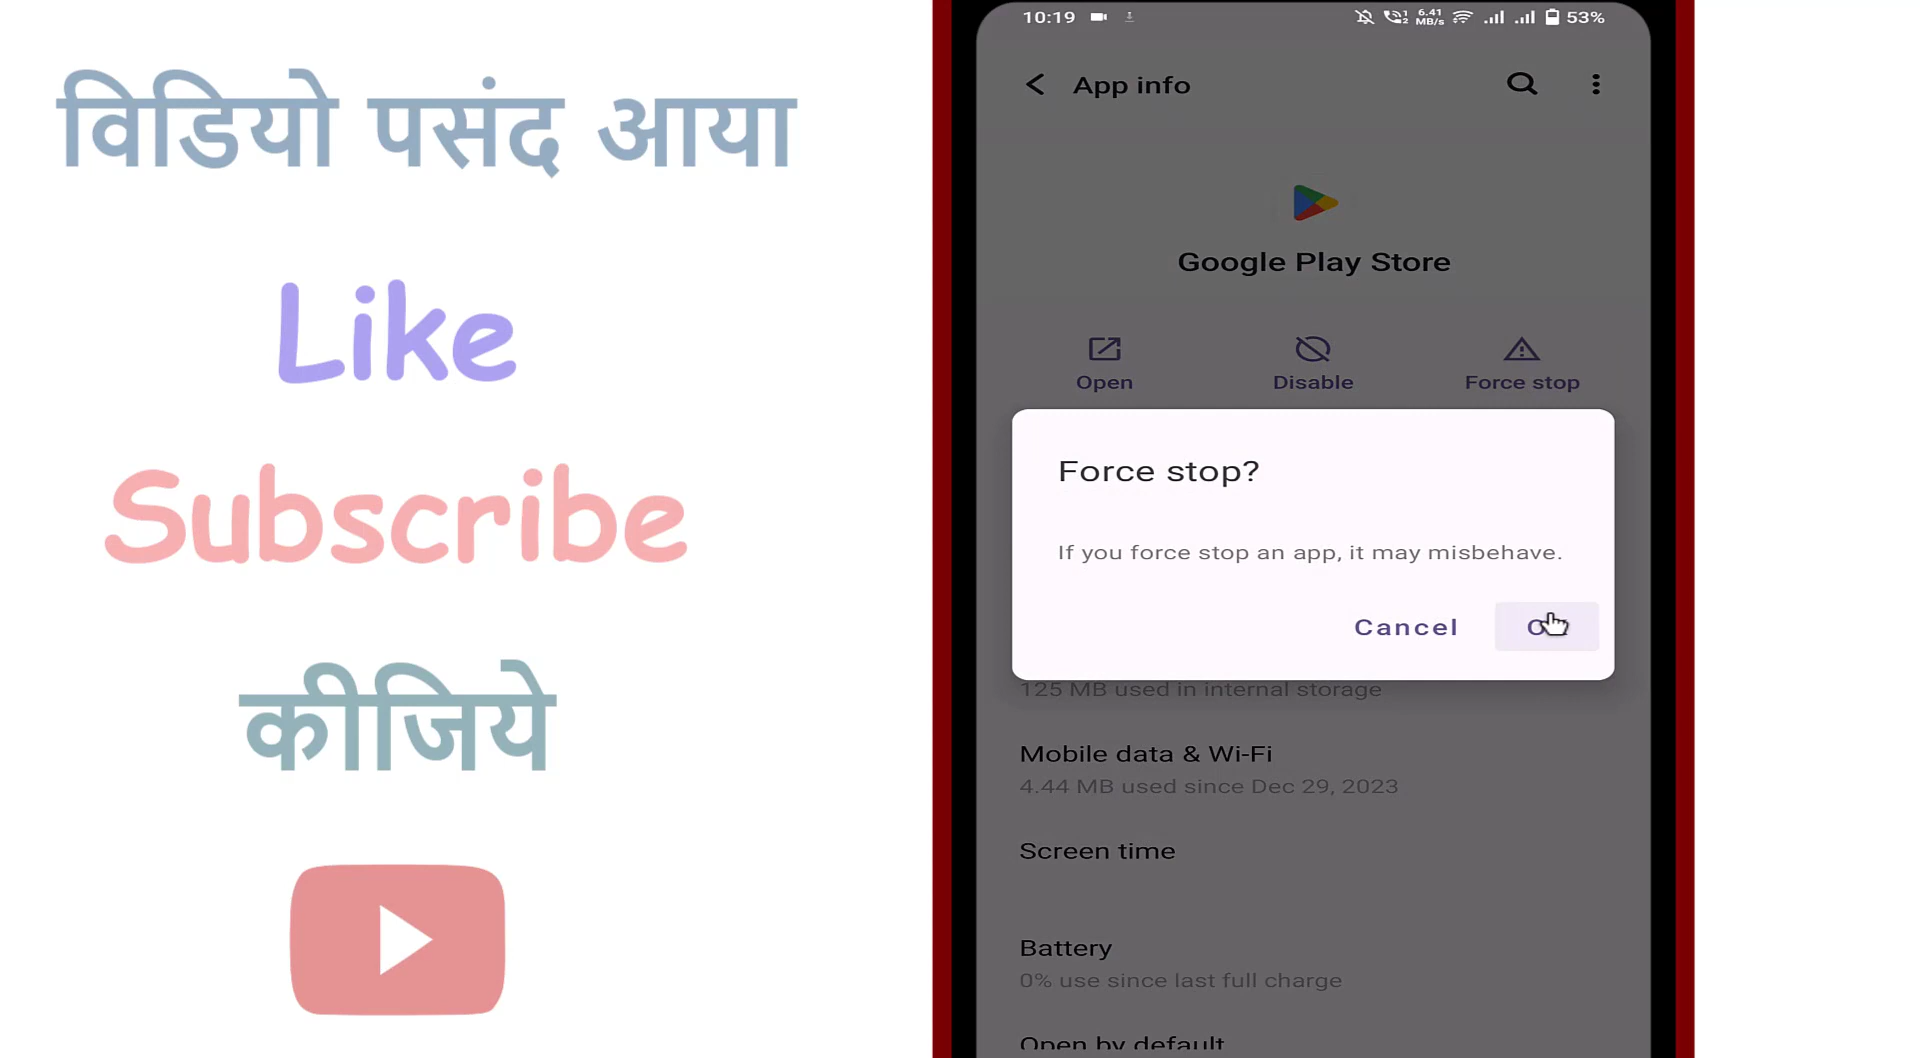 विडियो पसंद आया
Like
Subscribe
कीजिये
10:19
6.41 MB/s
53%
App info
Google Play Store
Open
Disable
Force stop
Force stop?
If you force stop an app, it may misbehave.
Cancel
125 MB used in internal storage
Mobile data & Wi-Fi
4.44 MB used since Dec 29, 2023
Screen time
Battery
0% use since last full charge
Open by default